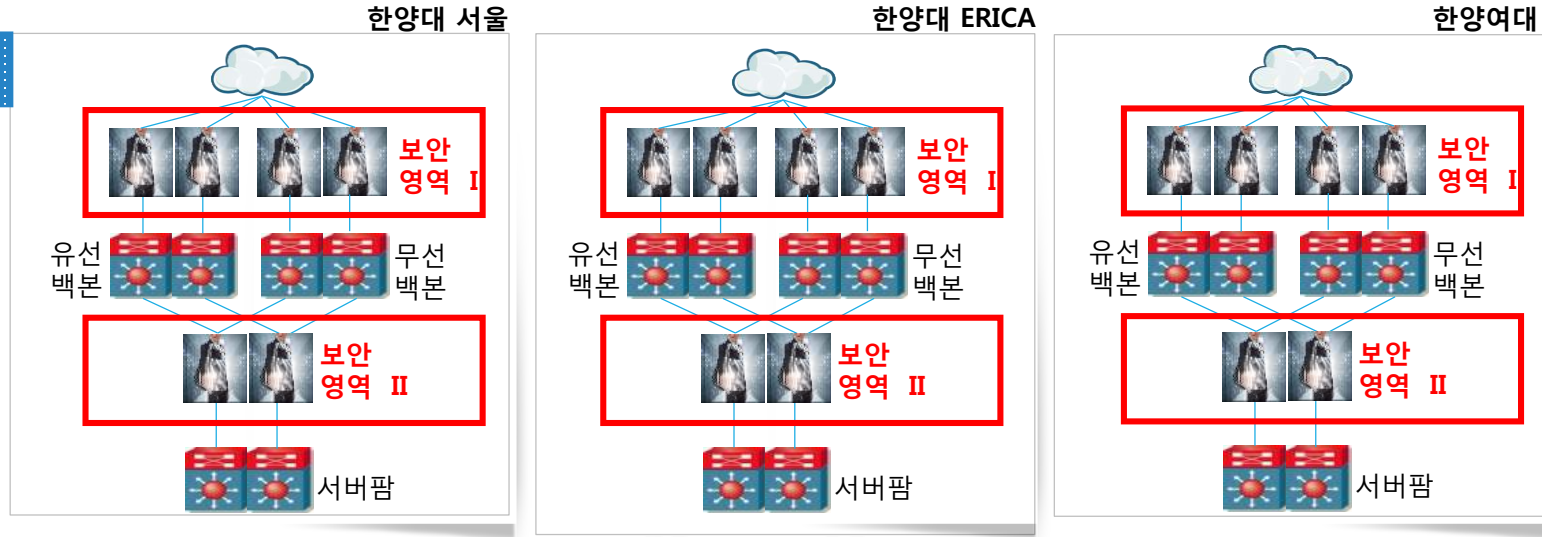 한양대 서울
보안
영역 I
유선
백본
무선
백본
보안
영역 II
서버팜
한양대 ERICA
보안
영역 I
유선
백본
무선
백본
보안
영역 II
서버팜
한양여대
보안
영역 I
유선
백본
무선
백본
보안
영역 II
서버팜